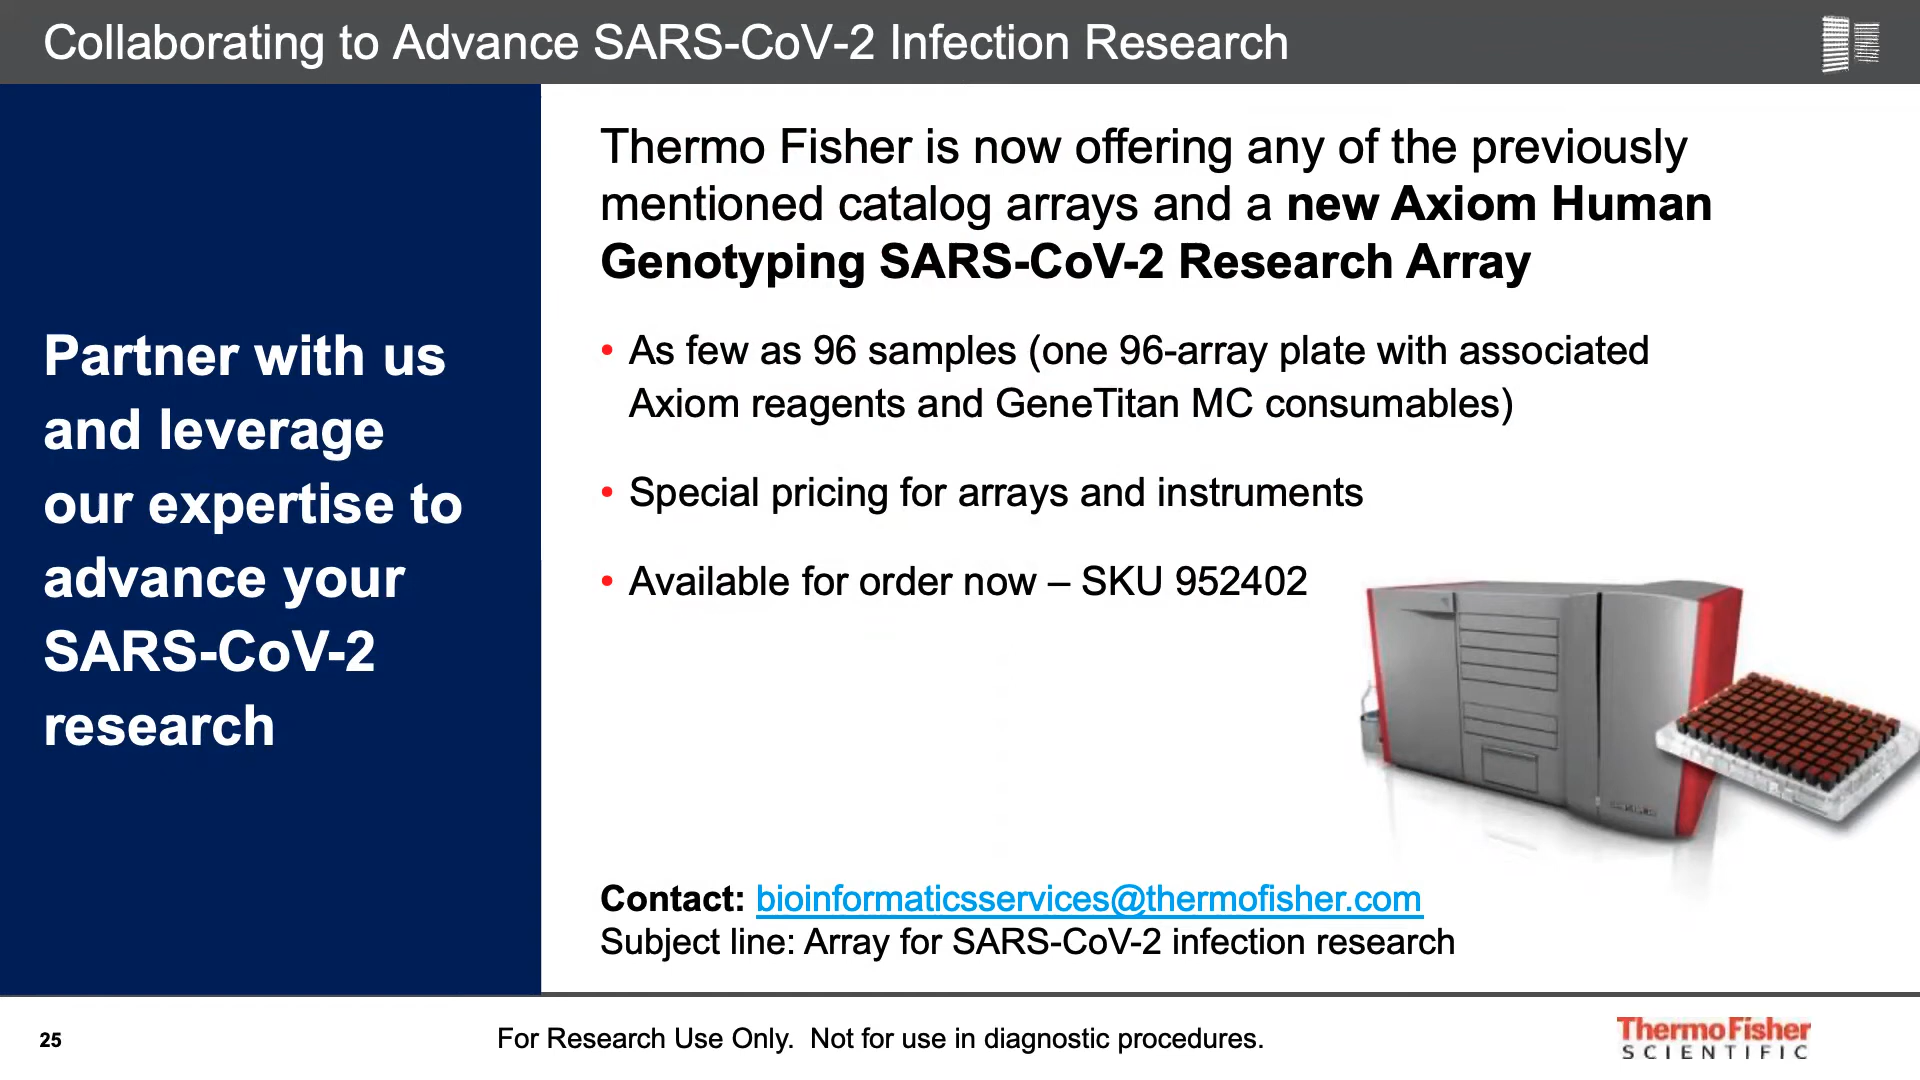 Collaborating to Advance SARS-CoV-2 Infection Research
Partner with us
and leverage
our expertise to
advance your
SARS-CoV-2
research
Thermo Fisher is now offering any of the previously
mentioned catalog arrays and a new Axiom Human
Genotyping SARS-CoV-2 Research Array
• As few as 96 samples (one 96-array plate with associated
Axiom reagents and GeneTitan MC consumables)
• Special pricing for arrays and instruments
• Available for order now – SKU 952402
Contact: bioinformaticsservices@thermofisher.com
Subject line: Array for SARS-CoV-2 infection research
25
For Research Use Only. Not for use in diagnostic procedures.
ThermoFisher
SCIENTIFIC